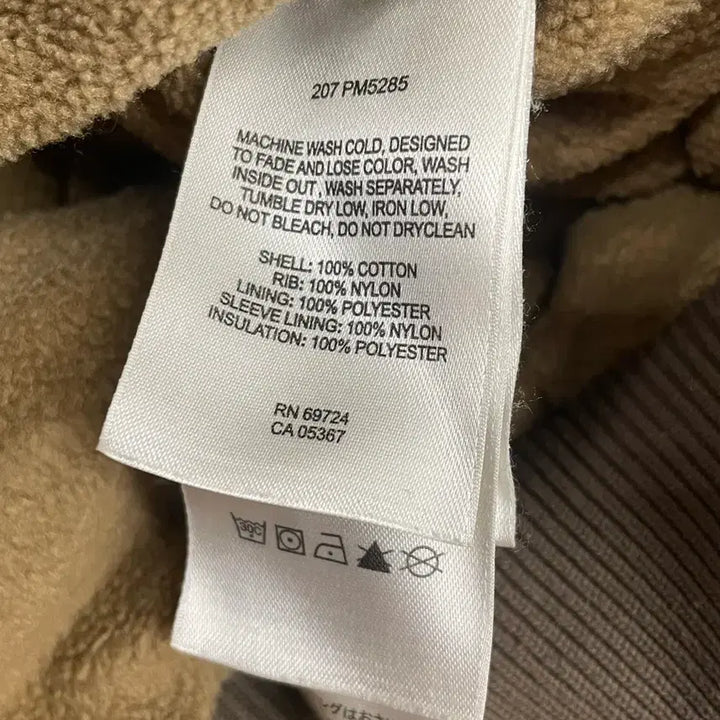 207 PM5285
MACHINE WASH COLD, DESIGNED
TO FADE AND LOSE COLOR, WASH
INSIDE OUT, WASH SEPARATELY,
TUMBLE DRY LOW, IRON LOW,
DO NOT BLEACH, DO NOT DRYCLEAN
SHELL: 100% COTTON
RIB: 100% NYLON
LINING: 100% POLYESTER
SLEEVE LINING: 100% NYLON
INSULATION: 100% POLYESTER
RN 69724
CA 05367
30C